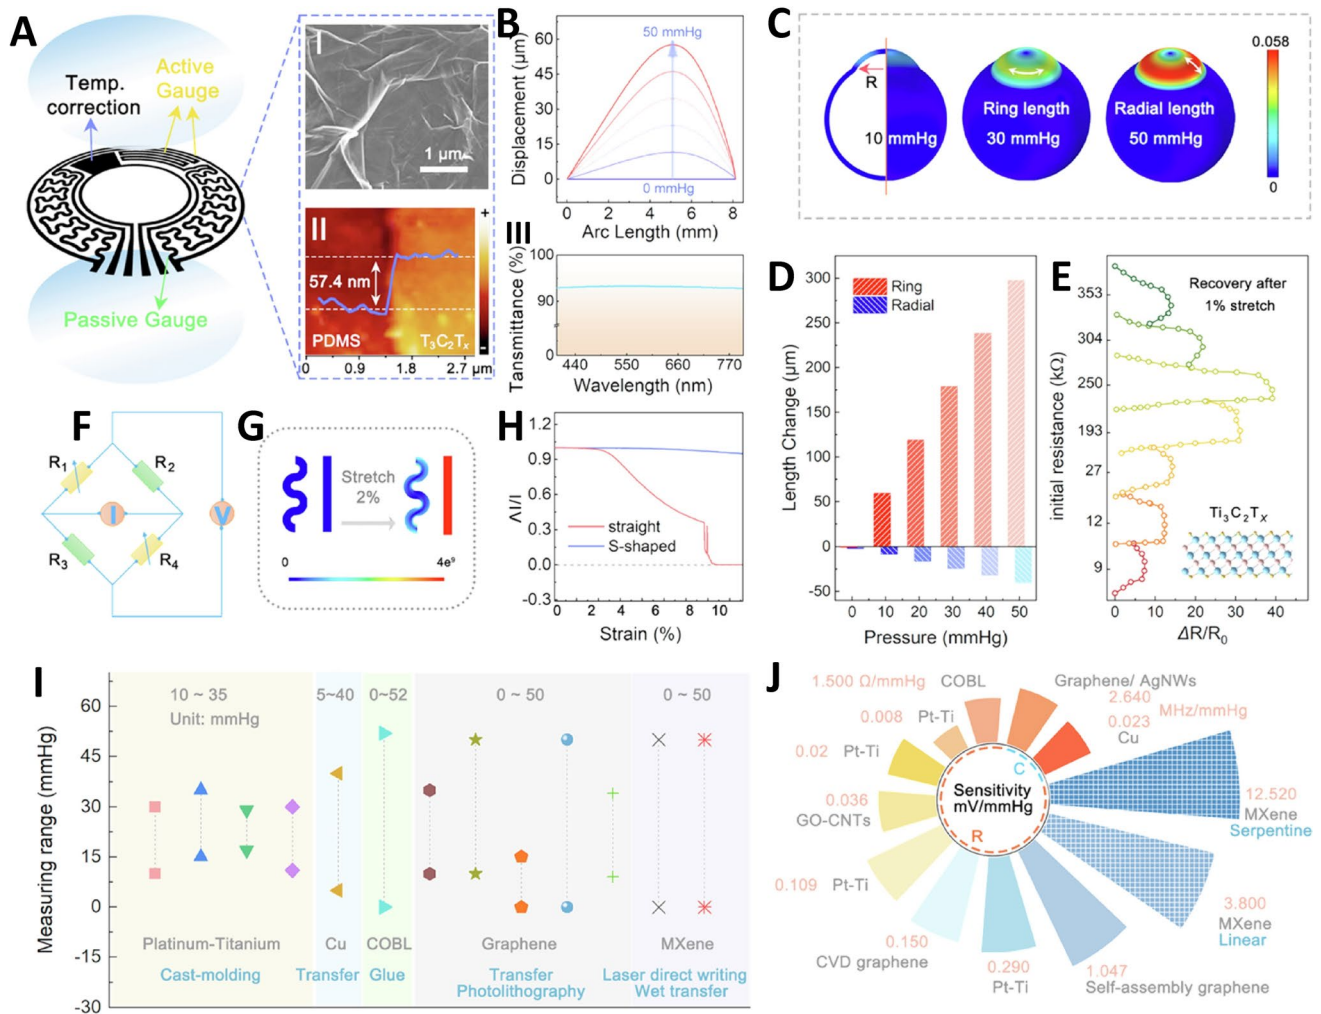 A
Temp.
correction
Active
Gauge
Passive Gauge
I
1 μm
II
57.4 nm
PDMS
T₃C₂Tₓ
+
-
0
0.9
1.8
2.7 μm
B
Displacement (μm)
60
45
30
15
0
50 mmHg
0 mmHg
0
2
4
6
8
Arc Length (mm)
III
Tansmittance (%)
100
90
0
440
550
660
770
Wavelength (nm)
C
R
10 mmHg
Ring length
30 mmHg
Radial length
50 mmHg
0.058
0
D
Length Change (μm)
300
250
200
150
100
50
0
-50
Ring
Radial
0
10
20
30
40
50
Pressure (mmHg)
E
initial resistance (kΩ)
353
304
250
193
27
12
9
Recovery after
1% stretch
Ti₃C₂Tₓ
0
10
20
30
40
ΔR/R₀
F
R₁
R₂
R₃
R₄
I
V
G
Stretch
2%
0
4e⁹
H
ΛI/I
1.2
0.9
0.6
0.3
0.0
-0.3
straight
S-shaped
0
2
4
6
8
10
Strain (%)
I
Measuring range (mmHg)
60
45
30
15
0
-15
-30
10 ~ 35
Unit: mmHg
5~40
0~52
0 ~ 50
0 ~ 50
Platinum-Titanium
Cu
COBL
Graphene
MXene
Cast-molding
Transfer
Glue
Transfer
Photolithography
Laser direct writing
Wet transfer
J
1.500 Ω/mmHg
COBL
Graphene/ AgNWs
2.640
MHz/mmHg
0.023
Cu
0.008
Pt-Ti
0.02
Pt-Ti
0.036
GO-CNTs
0.109
Pt-Ti
0.150
CVD graphene
0.290
Pt-Ti
1.047
Self-assembly graphene
3.800
MXene
Linear
12.520
MXene
Serpentine
C
Sensitivity
mV/mmHg
R